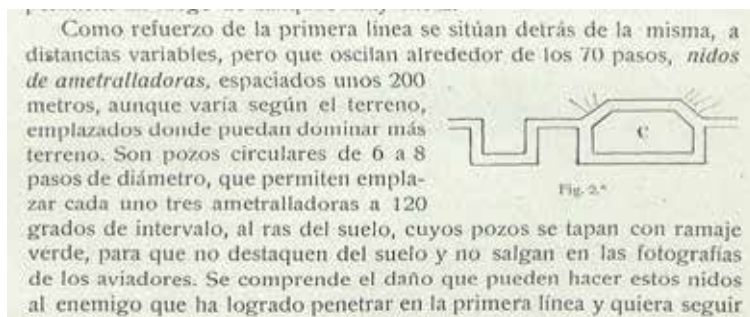 Como refuerzo de la primera línea se sitúan detrás de la misma, a
distancias variables, pero que oscilan alrededor de los 70 pasos, nidos
de ametralladoras, espaciados unos 200
metros, aunque varía según el terreno,
emplazados donde puedan dominar más
terreno. Son pozos circulares de 6 a 8
pasos de diámetro, que permiten empla-
zar cada uno tres ametralladoras a 120
C
Fig. 2.ª
grados de intervalo, al ras del suelo, cuyos pozos se tapan con ramaje
verde, para que no destaquen del suelo y no salgan en las fotografías
de los aviadores. Se comprende el daño que pueden hacer estos nidos
al enemigo que ha logrado penetrar en la primera línea y quiera seguir